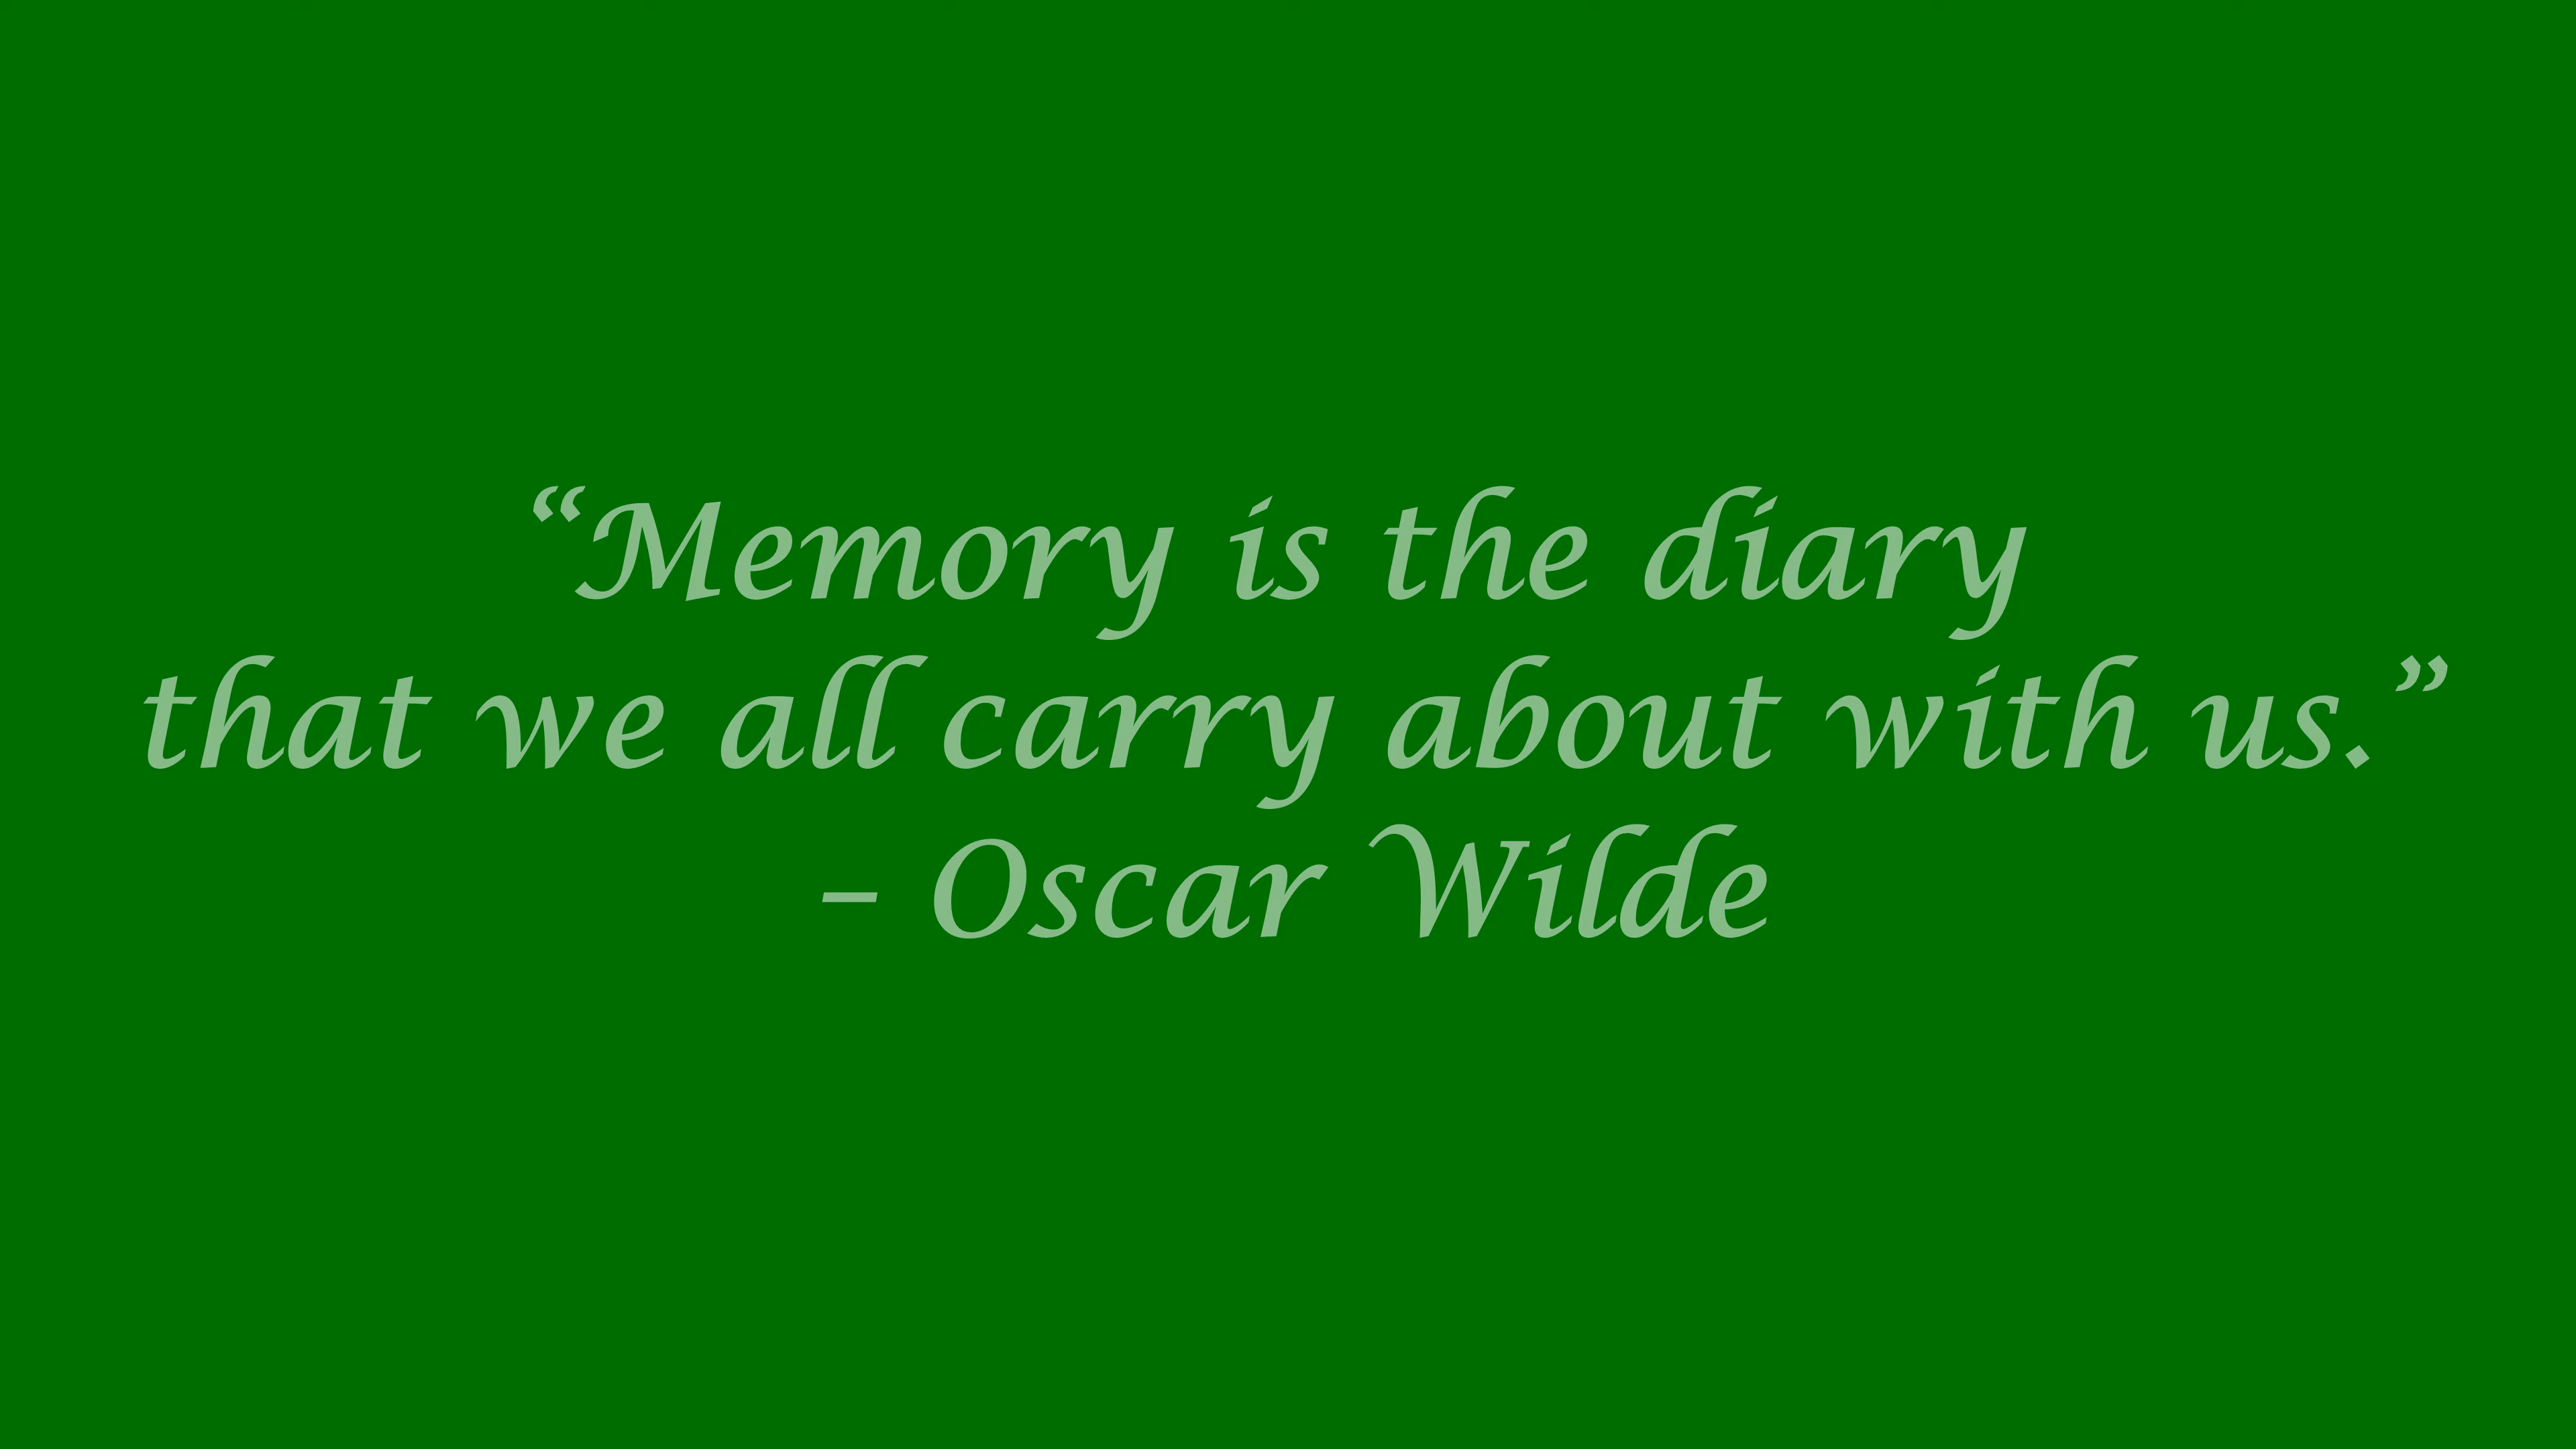 “Memory is the diary
that we all carry about with us.”
– Oscar Wilde